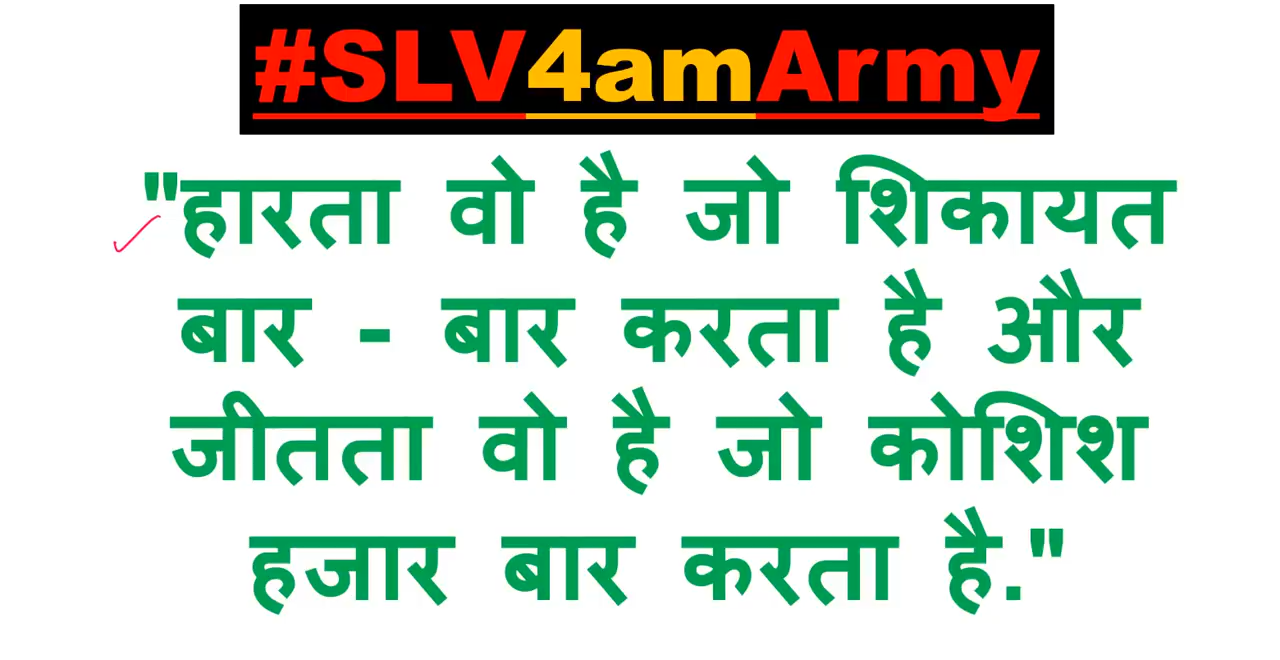 #SLV4amArmy
"हारता वो है जो शिकायत
बार - बार करता है और
जीतता वो है जो कोशिश
हजार बार करता है."